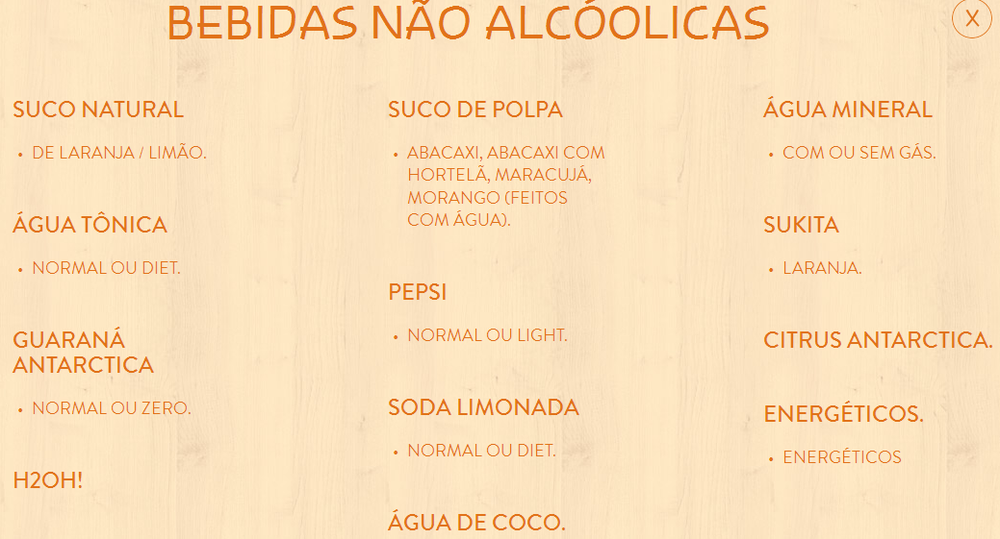 BEBIDAS NÃO ALCÓOLICAS
X
SUCO NATURAL
• DE LARANJA / LIMÃO.
ÁGUA TÔNICA
• NORMAL OU DIET.
GUARANÁ
ANTARCTICA
• NORMAL OU ZERO.
H2OH!
SUCO DE POLPA
• ABACAXI, ABACAXI COM
HORTELÃ, MARACUJÁ,
MORANGO (FEITOS
COM ÁGUA).
PEPSI
• NORMAL OU LIGHT.
SODA LIMONADA
• NORMAL OU DIET.
ÁGUA DE COCO.
ÁGUA MINERAL
• COM OU SEM GÁS.
SUKITA
• LARANJA.
CITRUS ANTARCTICA.
ENERGÉTICOS.
• ENERGÉTICOS